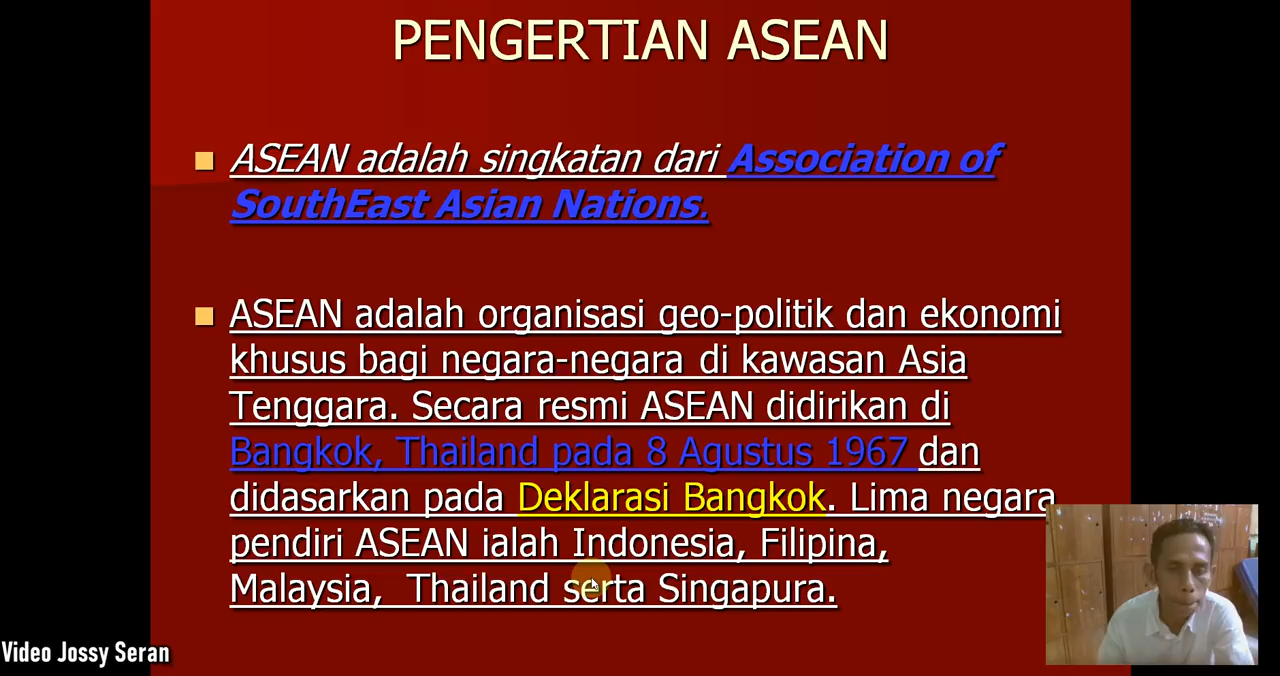 PENGERTIAN ASEAN
ASEAN adalah singkatan dari Association of
SouthEast Asian Nations.
ASEAN adalah organisasi geo-politik dan ekonomi
khusus bagi negara-negara di kawasan Asia
Tenggara. Secara resmi ASEAN didirikan di
Bangkok, Thailand pada 8 Agustus 1967 dan
didasarkan pada Deklarasi Bangkok. Lima negara
pendiri ASEAN ialah Indonesia, Filipina,
Malaysia, Thailand serta Singapura.
Video Jossy Seran